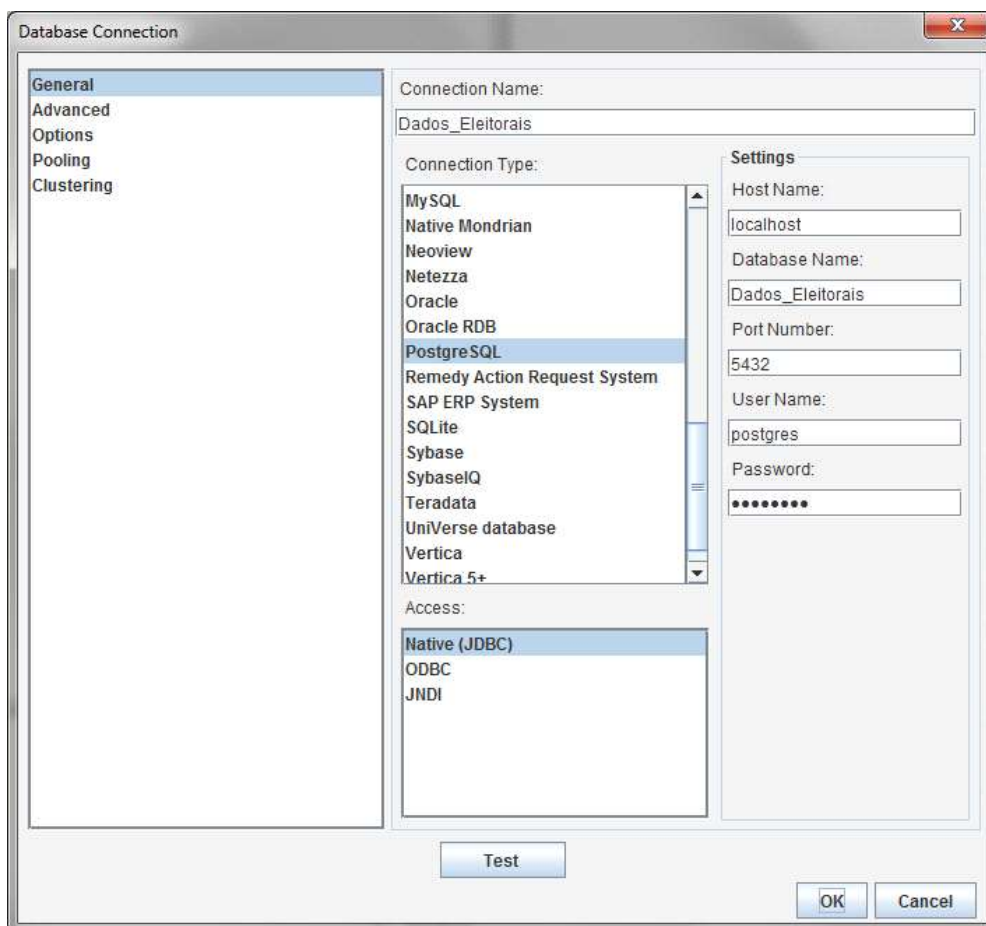 Database Connection
General
Advanced
Options
Pooling
Clustering
Connection Name:
Dados_Eleitorais
Connection Type:
MySQL
Native Mondrian
Neoview
Netezza
Oracle
Oracle RDB
PostgreSQL
Remedy Action Request System
SAP ERP System
SQLite
Sybase
SybaseIQ
Teradata
UniVerse database
Vertica
Vertica 5+
Access:
Native (JDBC)
ODBC
JNDI
Settings
Host Name:
localhost
Database Name:
Dados_Eleitorais
Port Number:
5432
User Name:
postgres
Password:
••••••••
Test
OK
Cancel